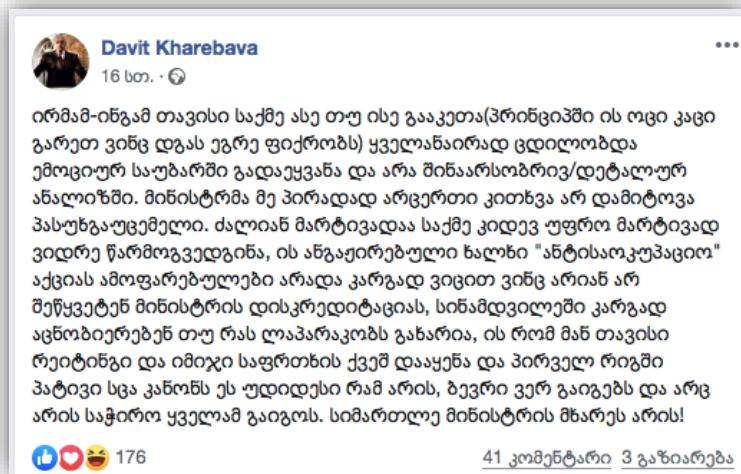 Davit Kharebava
16 სთ. ·
ირმამ-ინგამ თავისი საქმე ასე თუ ისე გააკეთა(პრინციპში ის ოცი კაცი
გარეთ ვინც დგას ეგრე ფიქრობს) ყველანაირად ცდილობდა
ემოციურ საუბარში გადაეყვანა და არა შინაარსობრივ/დეტალურ
ანალიზში. მინისტრმა მე პირადად არცერთი კითხვა არ დამიტოვა
პასუხგაუცემელი. ძალიან მარტივადაა საქმე კიდევ უფრო მარტივად
ვიდრე წარმოგვედგინა, ის ანგაჟირებული ხალხი "ანტისაოკუპაციო"
აქციას ამოფარებულები არადა კარგად ვიცით ვინც არიან არ
შეწყვეტენ მინისტრის დისკრედიტაციას, სინამდვილეში კარგად
აცნობიერებენ თუ რას ლაპარაკობს გახარია, ის რომ მან თავისი
რეიტინგი და იმიჯი საფრთხის ქვეშ დააყენა და პირველ რიგში
პატივი სცა კანონს ეს უდიდესი რამ არის, ბევრი ვერ გაიგებს და არც
არის საჭირო ყველამ გაიგოს. სიმართლე მინისტრის მხარეს არის!
176
41 კომენტარი 3 გაზიარება